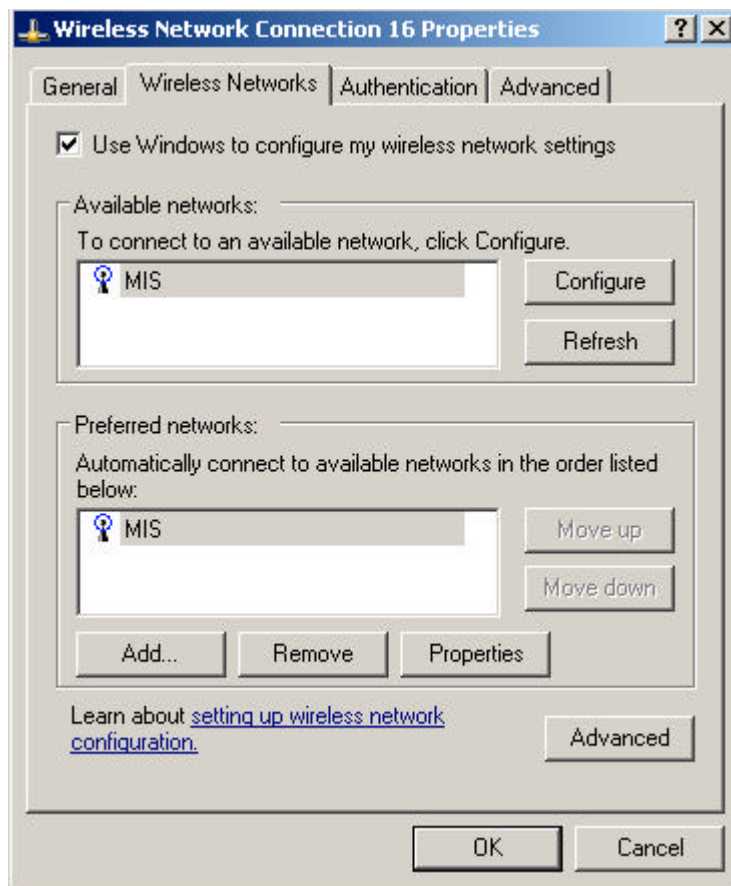 Wireless Network Connection 16 Properties
General Wireless Networks Authentication Advanced
Use Windows to configure my wireless network settings
Available networks:
To connect to an available network, click Configure.
MIS
Configure
Refresh
Preferred networks:
Automatically connect to available networks in the order listed
below:
MIS
Move up
Move down
Add... Remove Properties
Learn about setting up wireless network
configuration.
Advanced
OK Cancel